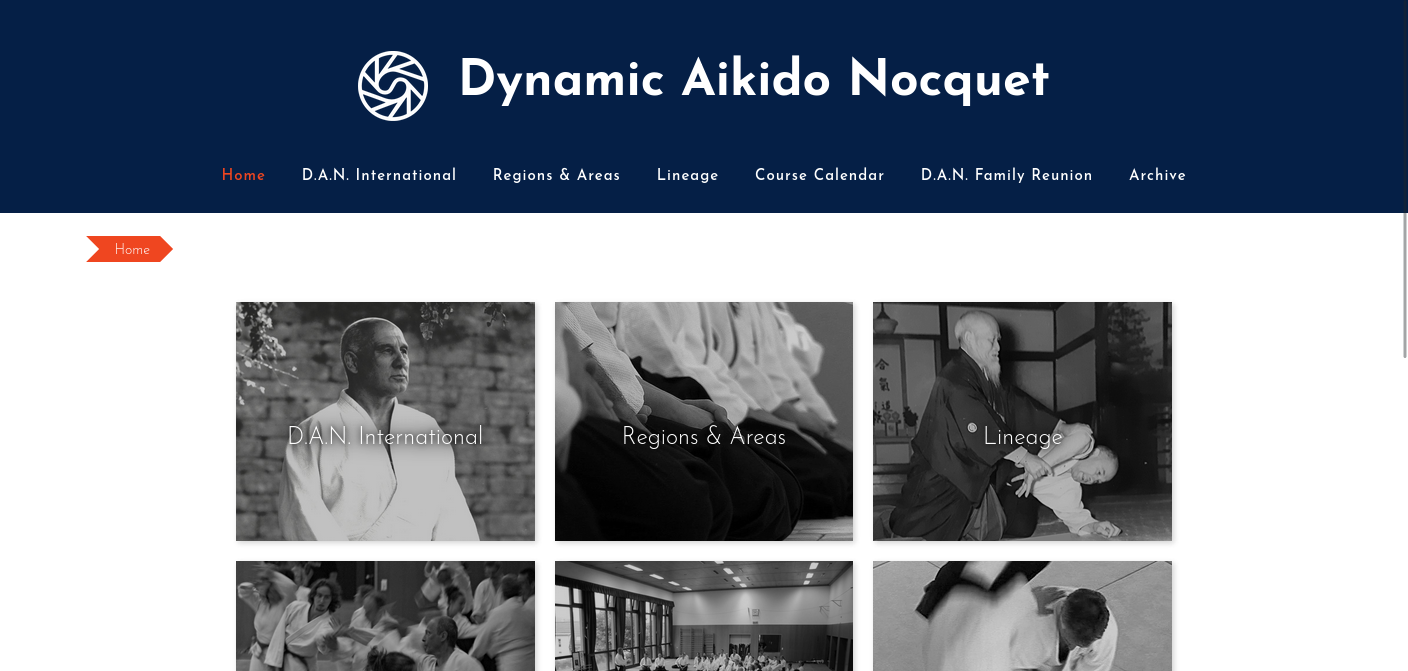 Dynamic Aikido Nocquet
Home D.A.N. International Regions & Areas Lineage Course Calendar D.A.N. Family Reunion Archive
Home
D.A.N. International Regions & Areas Lineage